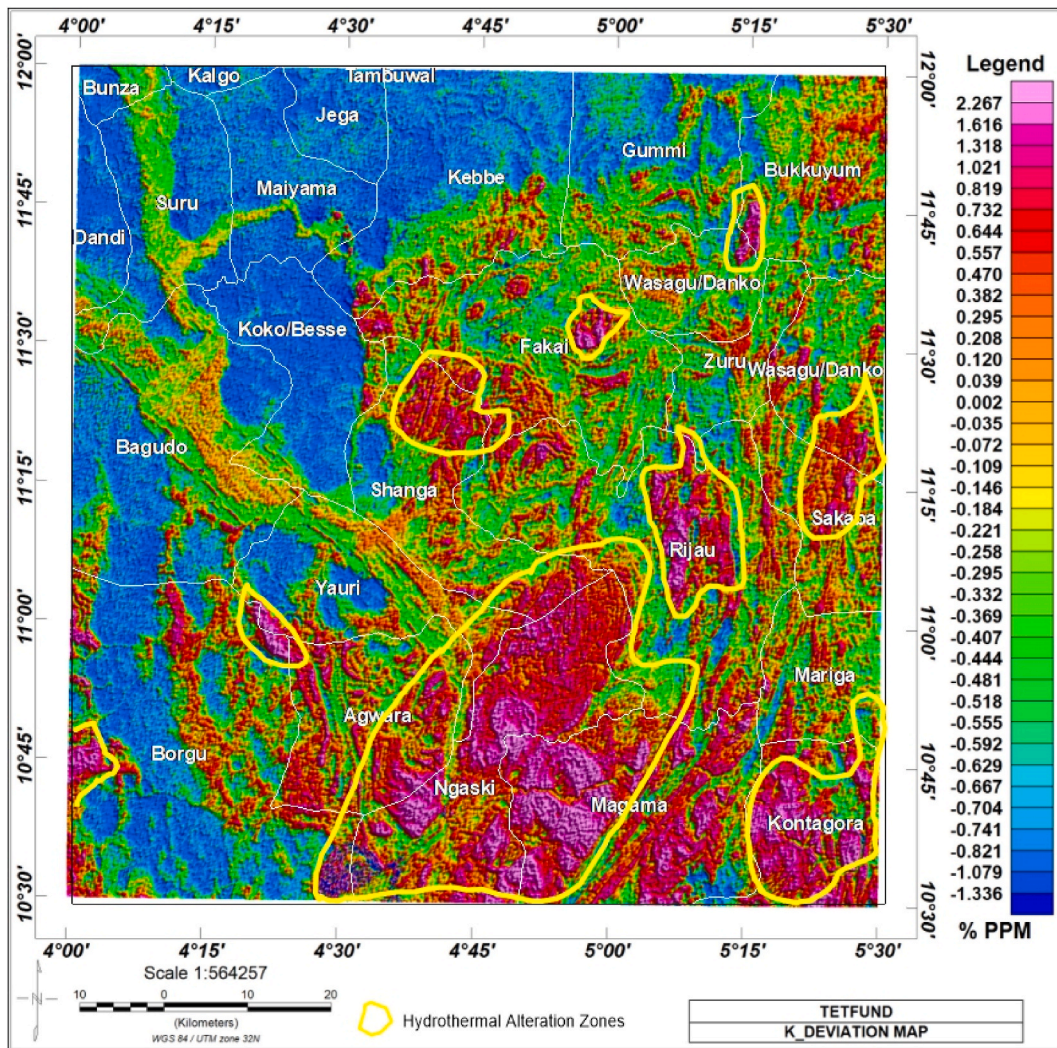 4°00' 4°15' 4°30' 4°45' 5°00' 5°15' 5°30'
12°00' 12°00'
Bunza Kalgo Tambuwal
Jega
Gummi
Bukkuyum
Kebbe
Maiyama
Suru
11°45' 11°45'
Dandi
Wasagu/Danko
Koko/Besse
11°30' 11°30'
Fakai
Zuru
Wasagu/Danko
Bagudo
11°15' 11°15'
Shanga
Sakaba
Rijau
Yauri
11°00' 11°00'
Mariga
Agwara
Borgu
10°45' 10°45'
Ngaski
Magama
Kontagora
10°30' 10°30'
4°00' 4°15' 4°30' 4°45' 5°00' 5°15' 5°30'
Legend
2.267
1.616
1.318
1.021
0.819
0.732
0.644
0.557
0.470
0.382
0.295
0.208
0.120
0.039
0.002
-0.035
-0.072
-0.109
-0.146
-0.184
-0.221
-0.258
-0.295
-0.332
-0.369
-0.407
-0.444
-0.481
-0.518
-0.555
-0.592
-0.629
-0.667
-0.704
-0.741
-0.821
-1.079
-1.336
% PPM
N
Scale 1:564257
10 0 10 20
(Kilometers)
WGS 84 / UTM zone 32N
Hydrothermal Alteration Zones
TETFUND
K_DEVIATION MAP